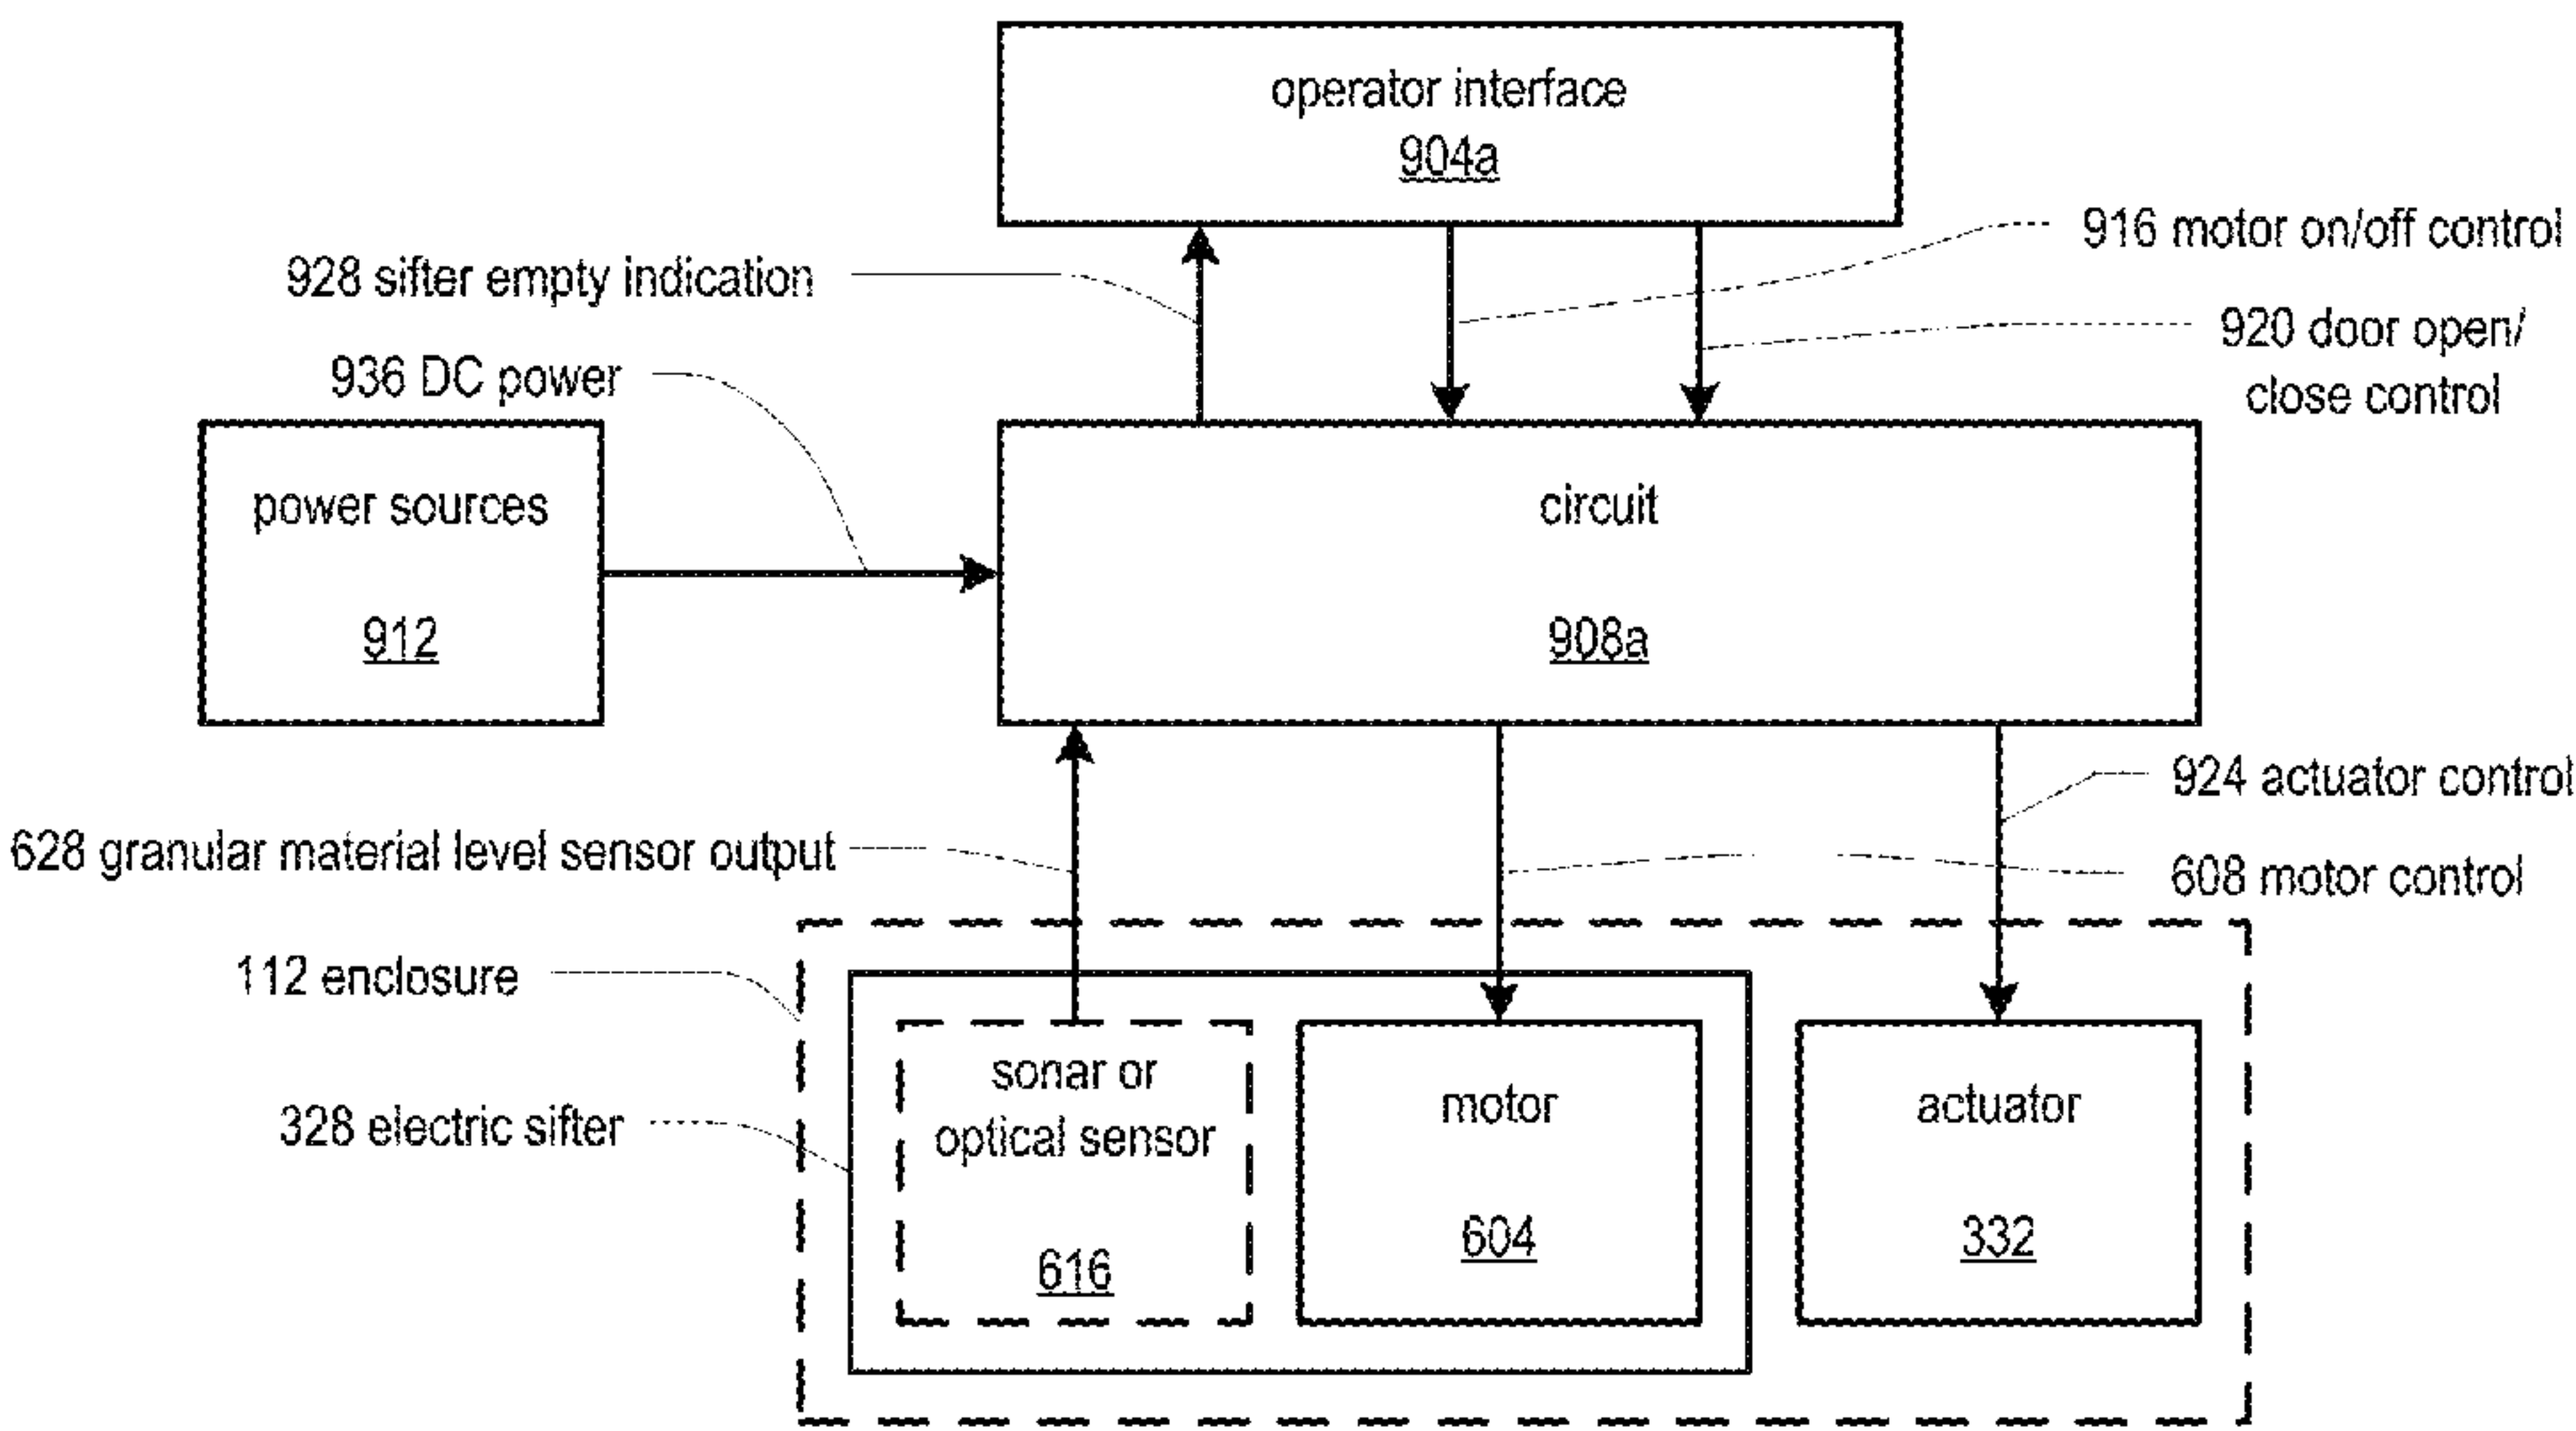 operator interface
904a
916 motor on/off control
928 sifter empty indication
920 door open/
close control
936 DC power
power sources
912
circuit
908a
924 actuator control
628 granular material level sensor output
608 motor control
112 enclosure
328 electric sifter
sonar or
optical sensor
616
motor
604
actuator
332